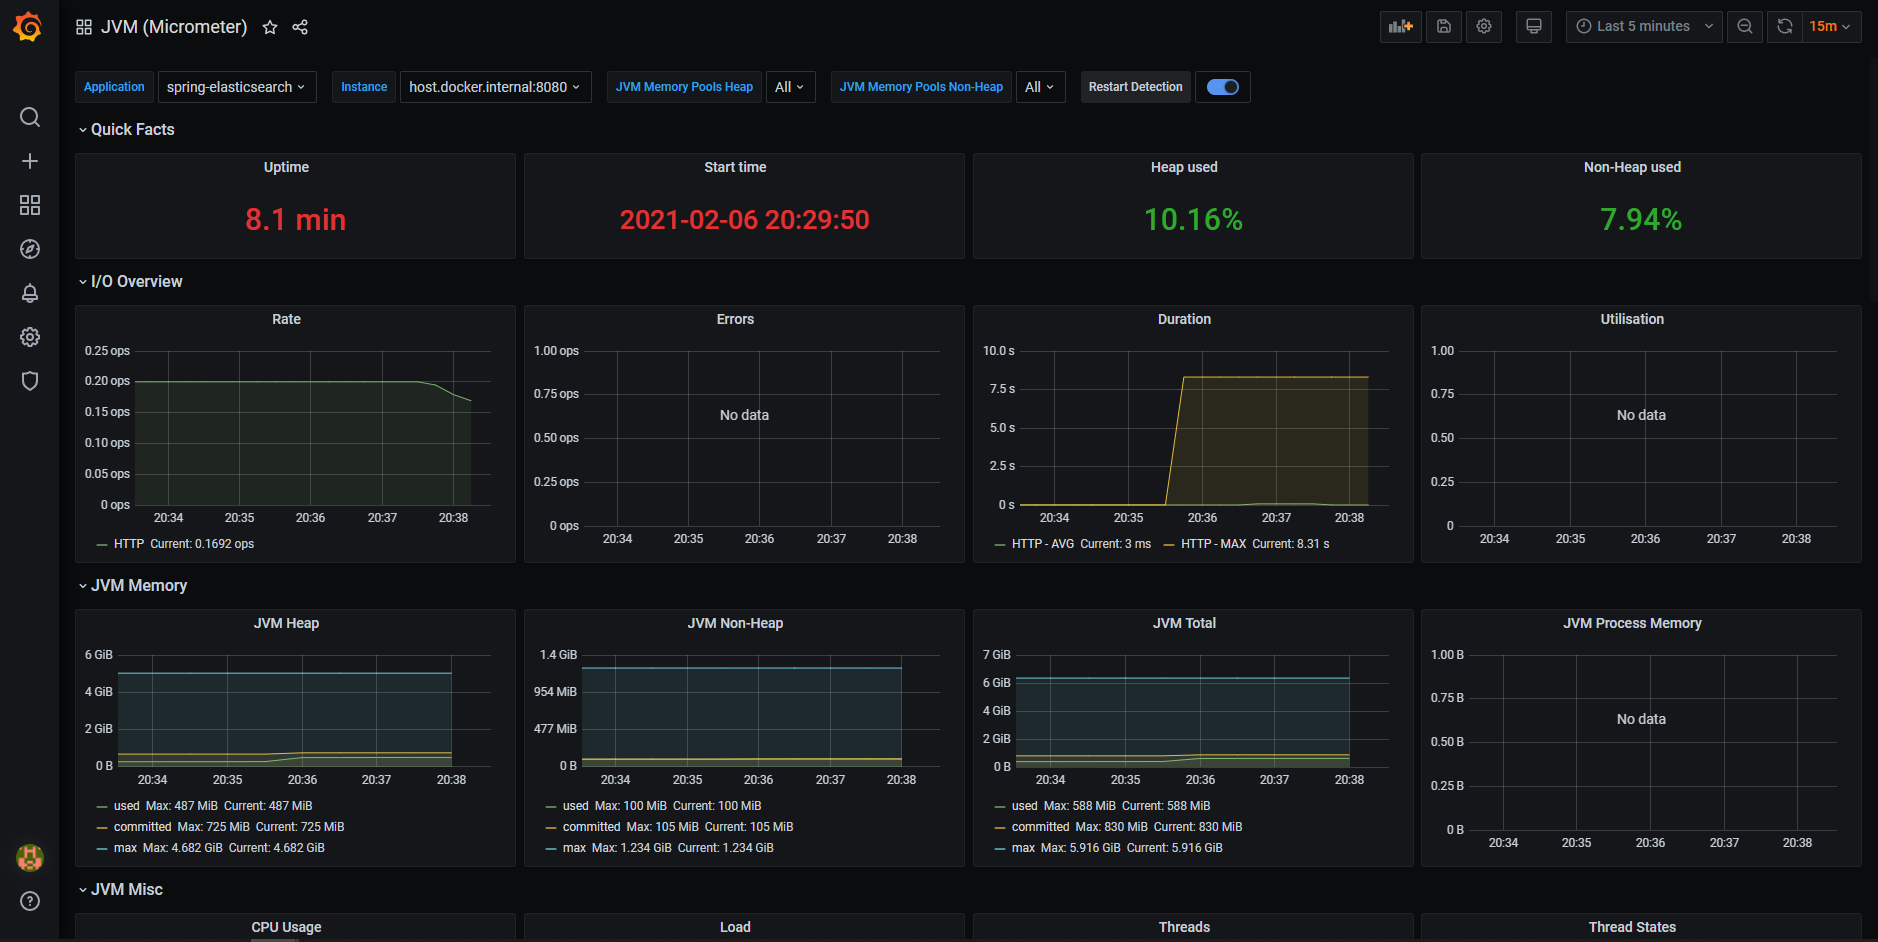 JVM (Micrometer)
Last 5 minutes
15m
Application spring-elasticsearch Instance host.docker.internal:8080 JVM Memory Pools Heap All JVM Memory Pools Non-Heap All Restart Detection
Quick Facts
Uptime
8.1 min
Start time
2021-02-06 20:29:50
Heap used
10.16%
Non-Heap used
7.94%
I/O Overview
Rate
0.25 ops
0.20 ops
0.15 ops
0.10 ops
0.05 ops
0 ops
20:34 20:35 20:36 20:37 20:38
HTTP Current: 0.1692 ops
Errors
1.00 ops
0.75 ops
No data
0.50 ops
0.25 ops
0 ops
20:34 20:35 20:36 20:37 20:38
Duration
10.0 s
7.5 s
5.0 s
2.5 s
0 s
20:34 20:35 20:36 20:37 20:38
HTTP - AVG Current: 3 ms HTTP - MAX Current: 8.31 s
Utilisation
1.00
0.75
No data
0.50
0.25
0
20:34 20:35 20:36 20:37 20:38
JVM Memory
JVM Heap
6 GiB
4 GiB
2 GiB
0 B
20:34 20:35 20:36 20:37 20:38
used Max: 487 MiB Current: 487 MiB
committed Max: 725 MiB Current: 725 MiB
max Max: 4.682 GiB Current: 4.682 GiB
JVM Non-Heap
1.4 GiB
954 MiB
477 MiB
0 B
20:34 20:35 20:36 20:37 20:38
used Max: 100 MiB Current: 100 MiB
committed Max: 105 MiB Current: 105 MiB
max Max: 1.234 GiB Current: 1.234 GiB
JVM Total
7 GiB
6 GiB
4 GiB
2 GiB
0 B
20:34 20:35 20:36 20:37 20:38
used Max: 588 MiB Current: 588 MiB
committed Max: 830 MiB Current: 830 MiB
max Max: 5.916 GiB Current: 5.916 GiB
JVM Process Memory
1.00 B
0.75 B
No data
0.50 B
0.25 B
0 B
20:34 20:35 20:36 20:37 20:38
JVM Misc
CPU Usage
Load
Threads
Thread States